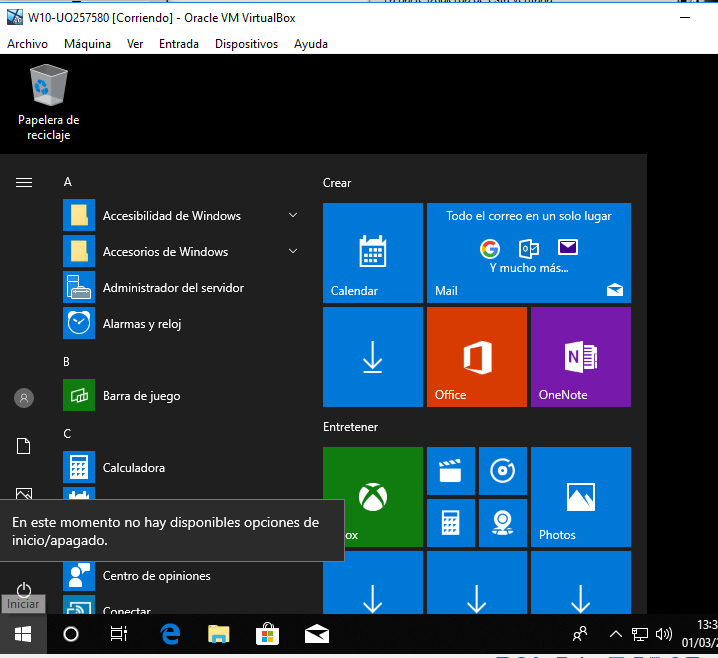 W10-UO257580 [Corriendo] - Oracle VM VirtualBox
Archivo Máquina Ver Entrada Dispositivos Ayuda
Papelera de
reciclaje
A
Accesibilidad de Windows
Accesorios de Windows
Administrador del servidor
Alarmas y reloj
B
Barra de juego
C
Calculadora
En este momento no hay disponibles opciones de
inicio/apagado.
Centro de opiniones
Conectar
Iniciar
Crear
Calendar
Todo el correo en un solo lugar
Y mucho más...
Mail
Office
OneNote
Entretener
ox
Photos
13:3
01/03/2